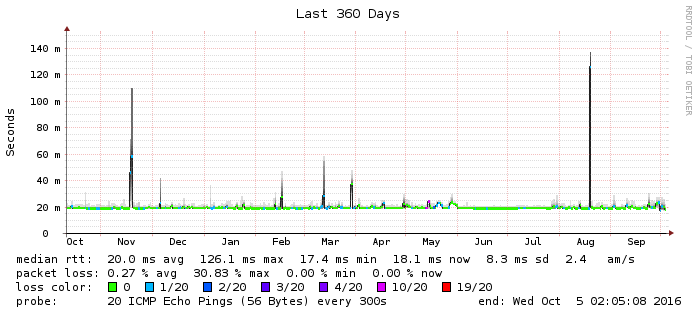 Last 360 Days
RRDTOOL / TOBI OETIKER
Seconds
140 m
120 m
100 m
80 m
60 m
40 m
20 m
0
Oct Nov Dec Jan Feb Mar Apr May Jun Jul Aug Sep
median rtt: 20.0 ms avg 126.1 ms max 17.4 ms min 18.1 ms now 8.3 ms sd 2.4 am/s
packet loss: 0.27 % avg 30.83 % max 0.00 % min 0.00 % now
loss color: 0 1/20 2/20 3/20 4/20 10/20 19/20
probe: 20 ICMP Echo Pings (56 Bytes) every 300s end: Wed Oct 5 02:05:08 2016